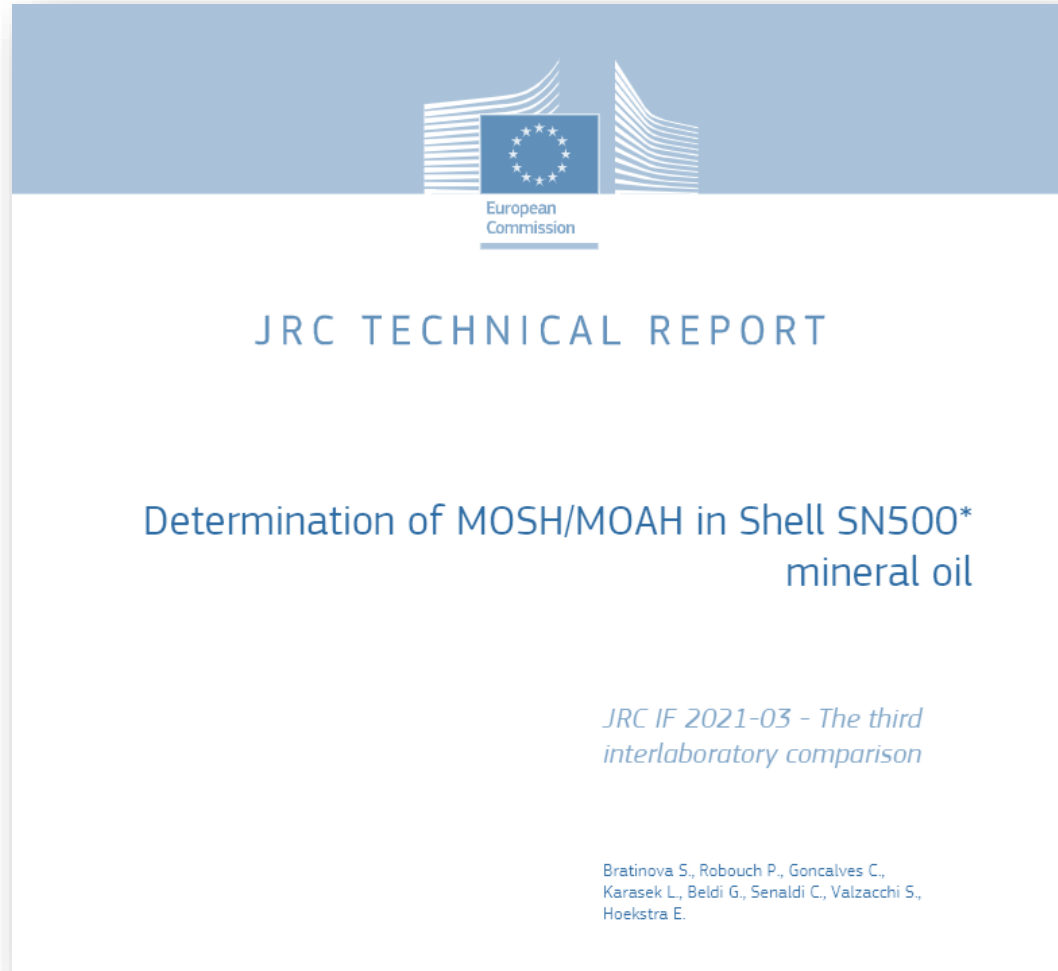 European
Commission
JRC TECHNICAL REPORT
Determination of MOSH/MOAH in Shell SN500*
mineral oil
JRC IF 2021-03 - The third
interlaboratory comparison
Bratinova S., Robouch P., Goncalves C.,
Karasek L., Beldi G., Senaldi C., Valzacchi S.,
Hoekstra E.